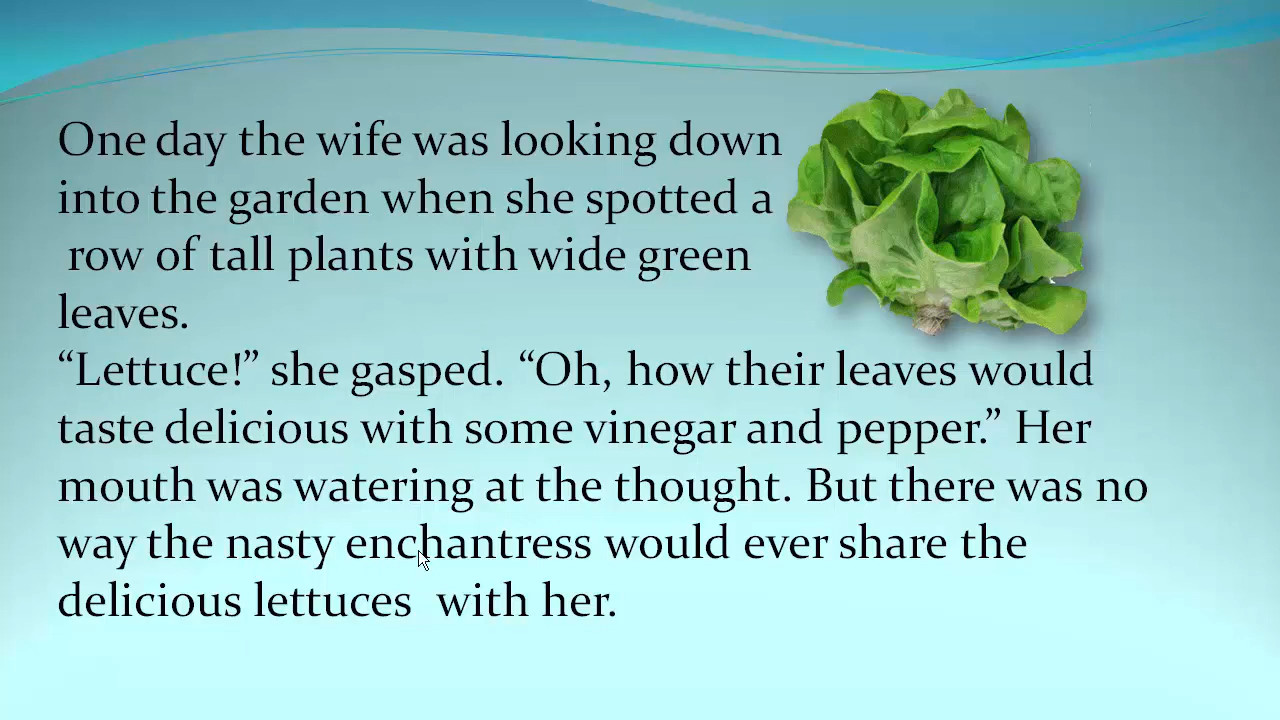 One day the wife was looking down
into the garden when she spotted a
row of tall plants with wide green
leaves.
“Lettuce!” she gasped. “Oh, how their leaves would
taste delicious with some vinegar and pepper.” Her
mouth was watering at the thought. But there was no
way the nasty enchantress would ever share the
delicious lettuces  with her.